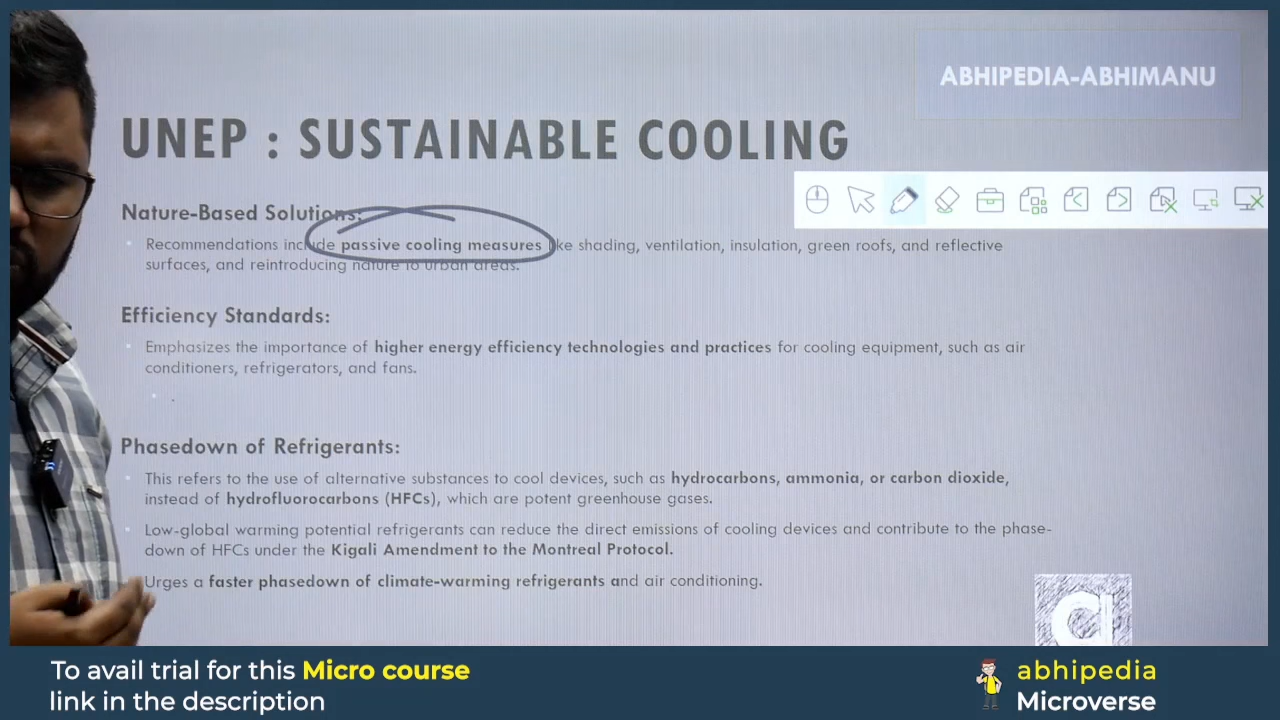 ABHIPEDIA-ABHIMANU
UNEP : SUSTAINABLE COOLING
Nature-Based Solutions:
Recommendations include passive cooling measures like shading, ventilation, insulation, green roofs, and reflective
surfaces, and reintroducing nature to urban areas.
Efficiency Standards:
Emphasizes the importance of higher energy efficiency technologies and practices for cooling equipment, such as air
conditioners, refrigerators, and fans.
.
Phasedown of Refrigerants:
This refers to the use of alternative substances to cool devices, such as hydrocarbons, ammonia, or carbon dioxide,
instead of hydrofluorocarbons (HFCs), which are potent greenhouse gases.
Low-global warming potential refrigerants can reduce the direct emissions of cooling devices and contribute to the phase-
down of HFCs under the Kigali Amendment to the Montreal Protocol.
Urges a faster phasedown of climate-warming refrigerants and air conditioning.
a
To avail trial for this Micro course
link in the description
abhipedia
Microverse